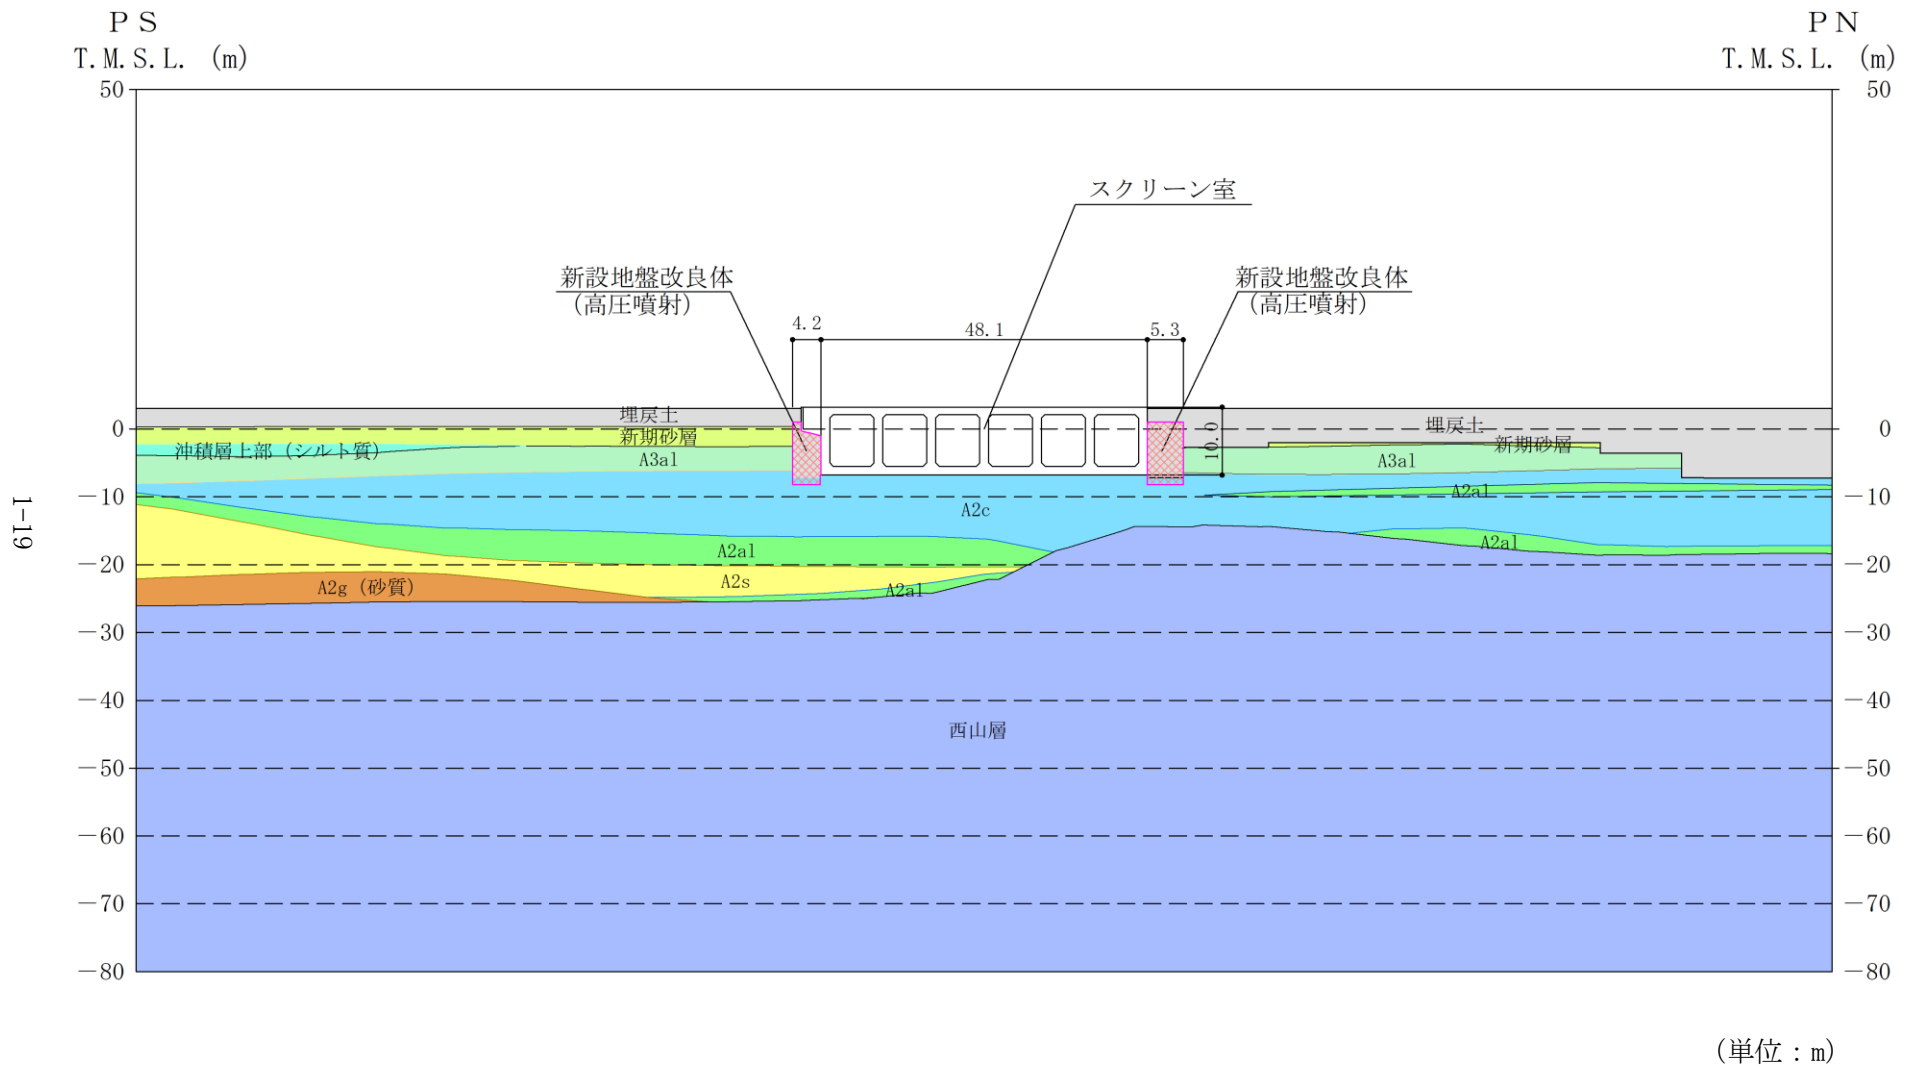 ＰＳ
T.M.S.L. (m)
ＰＮ
T.M.S.L. (m)
50
50
スクリーン室
新設地盤改良体
（高圧噴射）
新設地盤改良体
（高圧噴射）
4.2
48.1
5.3
埋戻土
埋戻土
0
0
新期砂層
新期砂層
10.0
沖積層上部（シルト質）
A3al
A3al
－10
－10
A2al
A2c
1-19
A2al
A2al
－20
－20
A2s
A2g（砂質）
A2al
－30
－30
－40
－40
西山層
－50
－50
－60
－60
－70
－70
－80
－80
（単位：m）